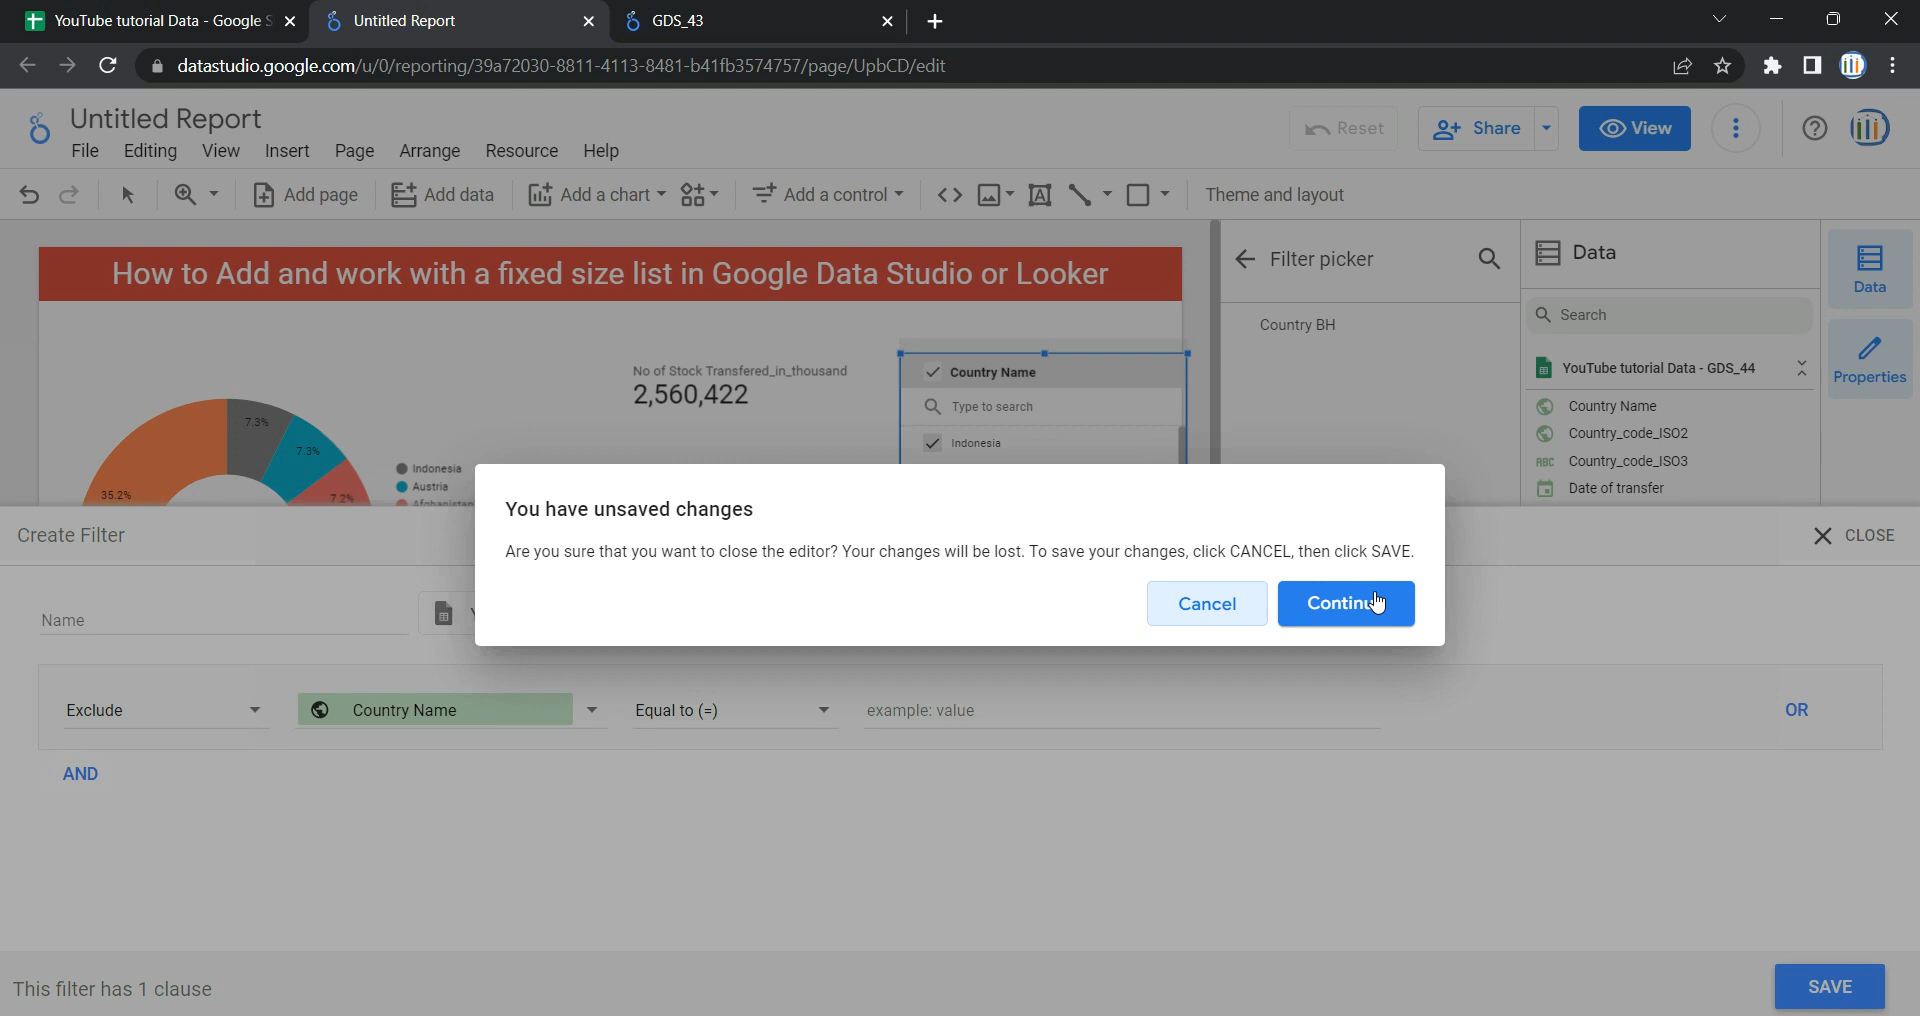 YouTube tutorial Data - Google S
Untitled Report
GDS_43
datastudio.google.com/u/0/reporting/39a72030-8811-4113-8481-b41fb3574757/page/UpbCD/edit
Untitled Report
File Editing View Insert Page Arrange Resource Help
Reset Share View
Add page Add data Add a chart Add a control Theme and layout
How to Add and work with a fixed size list in Google Data Studio or Looker
No of Stock Transfered_in_thousand
2,560,422
Country Name
Type to search
Indonesia
7.3%
7.3%
7.2%
35.2%
Indonesia
Austria
Afghanistan
Filter picker
Country BH
Data
Search
YouTube tutorial Data - GDS_44
Country Name
Country_code_ISO2
ABC Country_code_ISO3
Date of transfer
Data
Properties
Create Filter
CLOSE
Name
You have unsaved changes
Are you sure that you want to close the editor? Your changes will be lost. To save your changes, click CANCEL, then click SAVE.
Cancel
Exclude Country Name Equal to (=) example: value OR
AND
This filter has 1 clause
SAVE